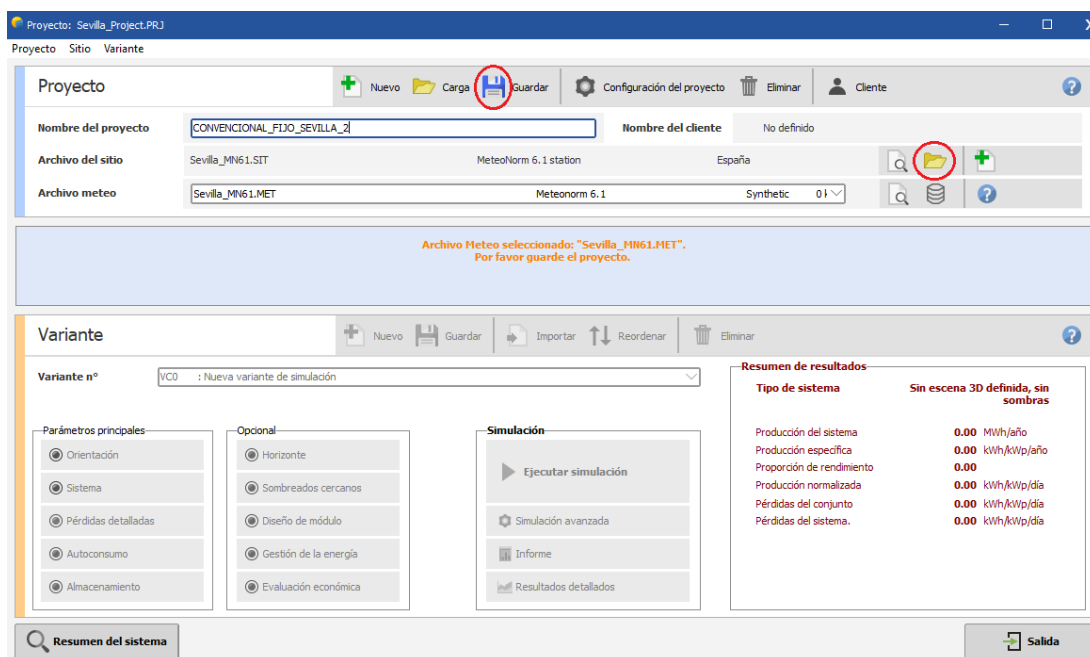 Proyecto: Sevilla_Project.PRJ
Proyecto Sitio Variante
Proyecto Nuevo Carga Guardar Configuración del proyecto Eliminar Cliente
Nombre del proyecto CONVENCIONAL_FIJO_SEVILLA_2 Nombre del cliente No definido
Archivo del sitio Sevilla_MN61.SIT MeteoNorm 6.1 station España
Archivo meteo Sevilla_MN61.MET Meteonorm 6.1 Synthetic 0
Archivo Meteo seleccionado: "Sevilla_MN61.MET".
Por favor guarde el proyecto.
Variante Nuevo Guardar Importar Reordenar Eliminar
Variante nº VC0 : Nueva variante de simulación
Parámetros principales
Orientación
Sistema
Pérdidas detalladas
Autoconsumo
Almacenamiento
Opcional
Horizonte
Sombreados cercanos
Diseño de módulo
Gestión de la energía
Evaluación económica
Simulación
Ejecutar simulación
Simulación avanzada
Informe
Resultados detallados
Resumen de resultados
Tipo de sistema Sin escena 3D definida, sin
sombras
Producción del sistema 0.00 MWh/año
Producción específica 0.00 kWh/kWp/año
Proporción de rendimiento 0.00
Producción normalizada 0.00 kWh/kWp/día
Pérdidas del conjunto 0.00 kWh/kWp/día
Pérdidas del sistema. 0.00 kWh/kWp/día
Resumen del sistema Salida